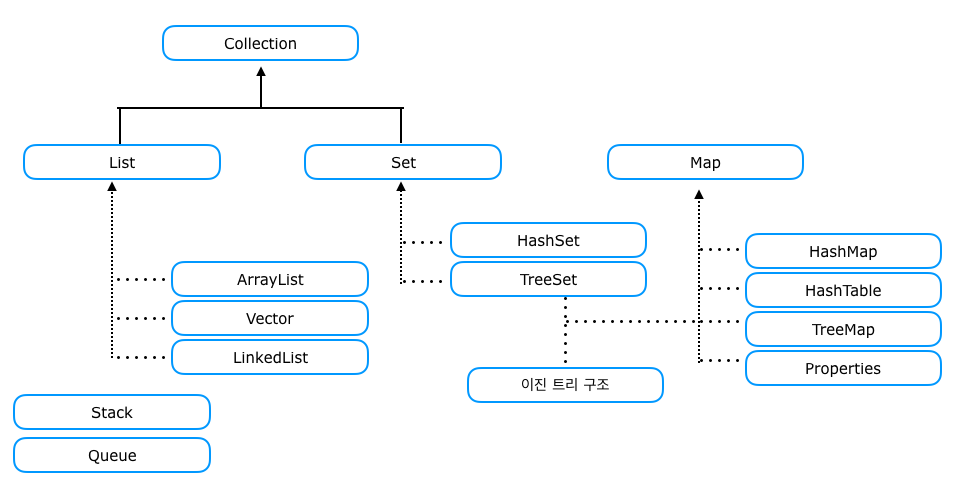 Collection
List
Set
Map
HashSet
TreeSet
HashMap
HashTable
TreeMap
Properties
ArrayList
Vector
LinkedList
이진 트리 구조
Stack
Queue